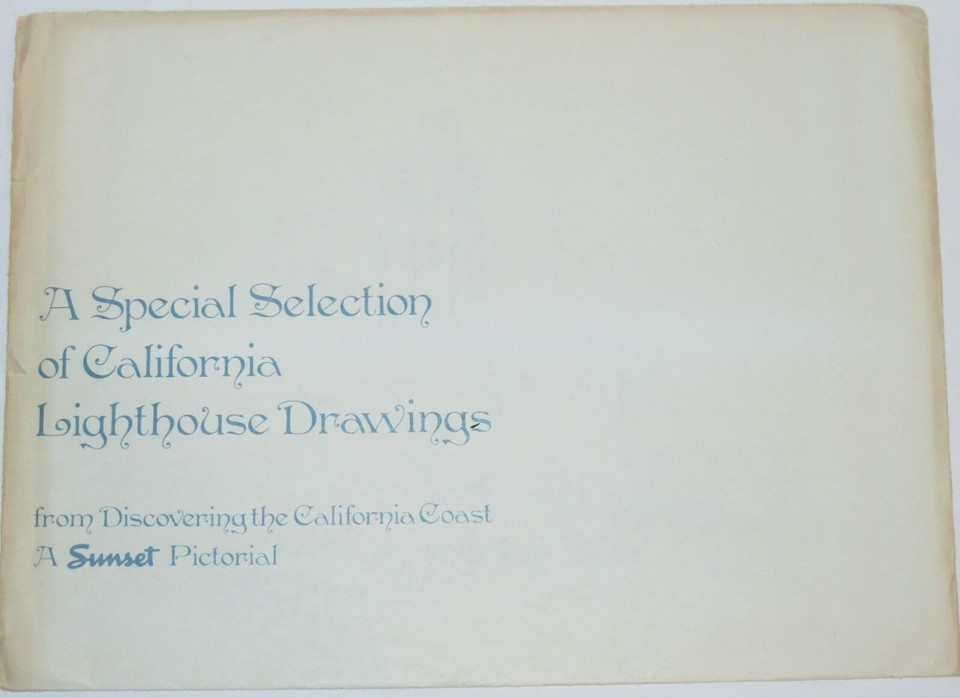 A Special Selection
of California
Lighthouse Drawings
from Discovering the California Coast
A Sunset Pictorial